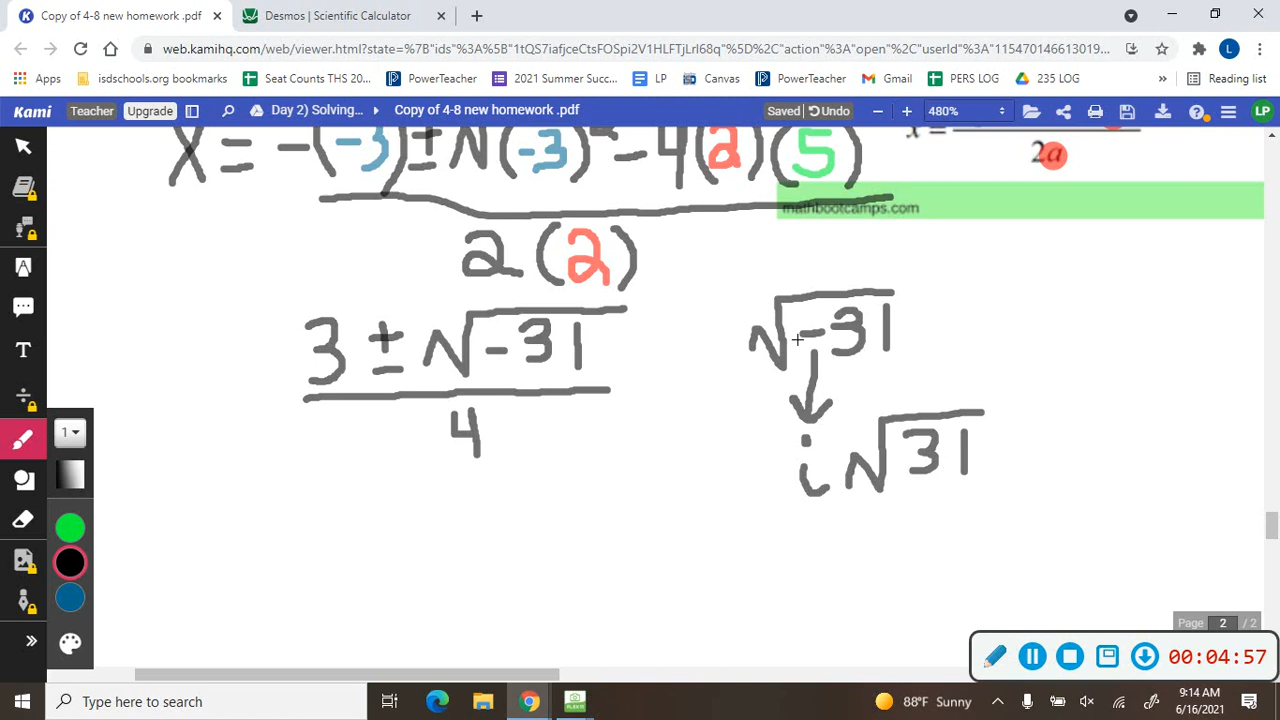 Copy of 4-8 new homework .pdf
Desmos | Scientific Calculator
web.kamihq.com/web/viewer.html?state=%7B"ids"%3A%5B"1tQS7iafjceCtsFOSpi2V1HLFTjLrl68q"%5D%2C"action"%3A"open"%2C"userId"%3A"115470146613019...
Apps
isdschools.org bookmarks
Seat Counts THS 20...
PowerTeacher
2021 Summer Succ...
LP
Canvas
PowerTeacher
Gmail
PERS LOG
235 LOG
»
Reading list
Kami
Teacher
Upgrade
Day 2) Solving...
Copy of 4-8 new homework .pdf
Saved Undo
480%
LP
X = -(-3) ± √(-3)² - 4(2)(5)
2(2)
x =
2a
mathbootcamps.com
3 ± √-31
4
√-31
i √31
1
Page 2 / 2
00:04:57
Type here to search
88°F Sunny
9:14 AM
6/16/2021